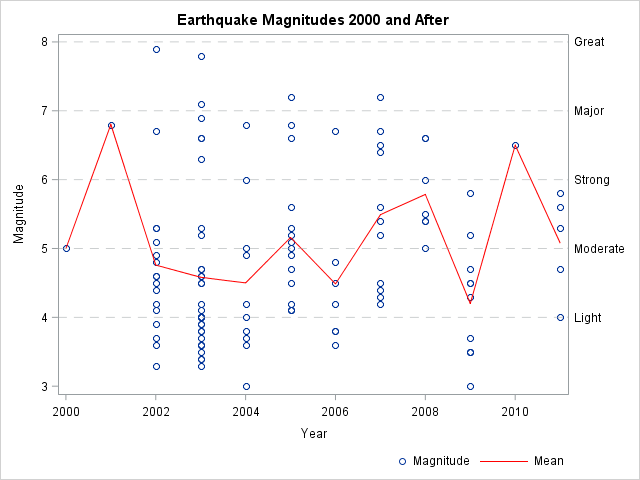 Earthquake Magnitudes 2000 and After
8 Great
7 Major
6 Strong
5 Moderate
4 Light
3
Magnitude
2000 2002 2004 2006 2008 2010
Year
Magnitude Mean